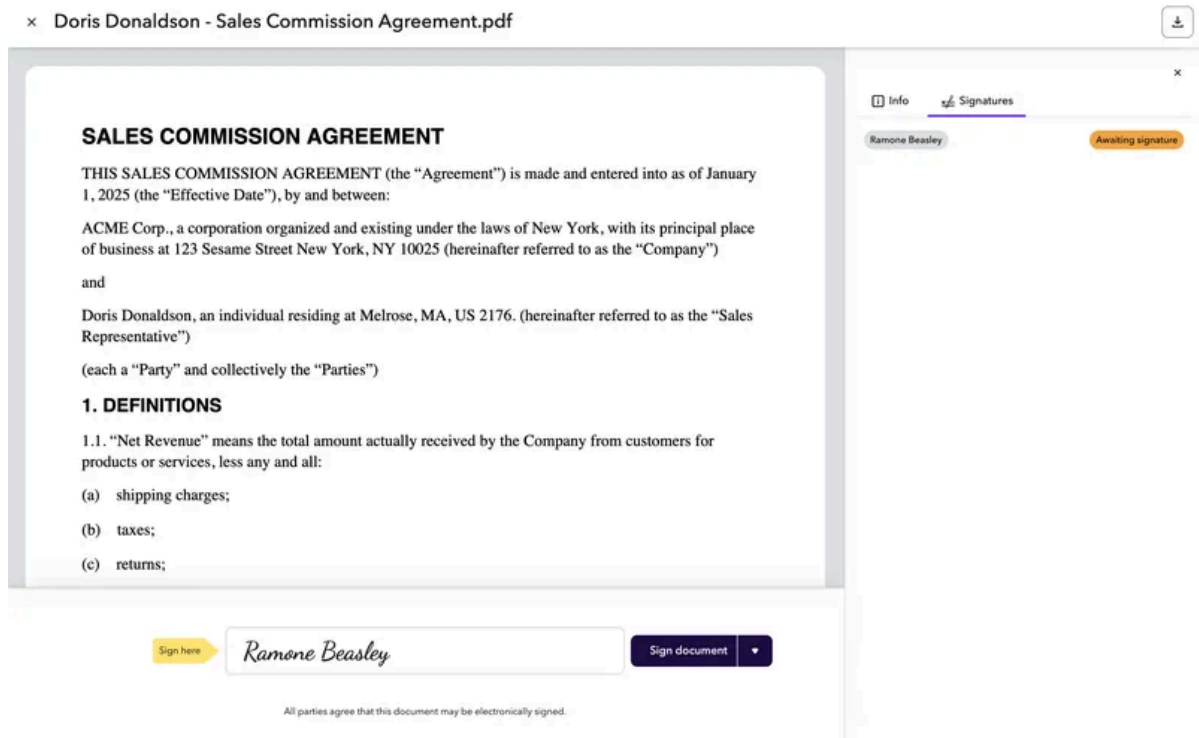 × Doris Donaldson - Sales Commission Agreement.pdf
×
Info Signatures
Ramone Beasley Awaiting signature
SALES COMMISSION AGREEMENT
THIS SALES COMMISSION AGREEMENT (the “Agreement”) is made and entered into as of January
1, 2025 (the “Effective Date”), by and between:
ACME Corp., a corporation organized and existing under the laws of New York, with its principal place
of business at 123 Sesame Street New York, NY 10025 (hereinafter referred to as the “Company”)
and
Doris Donaldson, an individual residing at Melrose, MA, US 2176. (hereinafter referred to as the “Sales
Representative”)
(each a “Party” and collectively the “Parties”)
1. DEFINITIONS
1.1. “Net Revenue” means the total amount actually received by the Company from customers for
products or services, less any and all:
(a) shipping charges;
(b) taxes;
(c) returns;
Sign here Ramone Beasley Sign document
All parties agree that this document may be electronically signed.